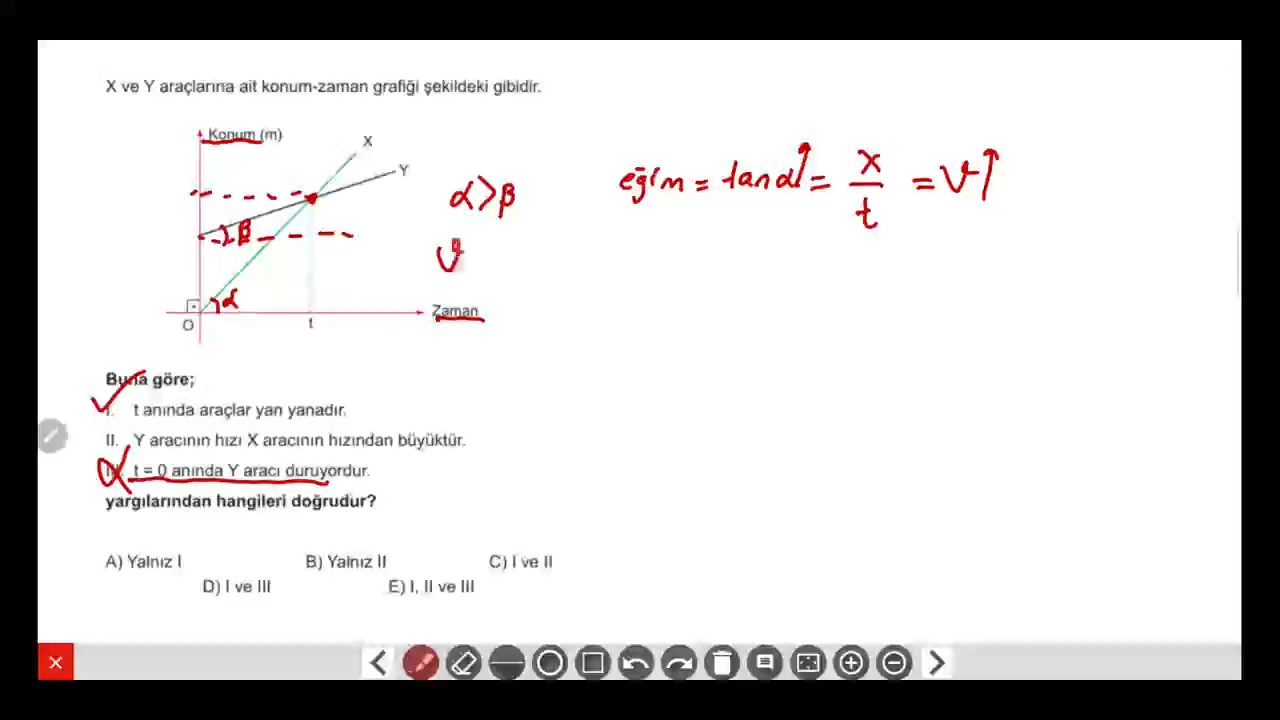 X ve Y araçlarına ait konum-zaman grafiği şekildeki gibidir.
Konum (m)
X
Y
β
α
O
t
Zaman
α > β
ϑ
eğim = tanα↑ = x/t = ϑ↑
Buna göre;
I. t anında araçlar yan yanadır.
II. Y aracının hızı X aracının hızından büyüktür.
III. t = 0 anında Y aracı duruyordur.
yargılarından hangileri doğrudur?
A) Yalnız I B) Yalnız II C) I ve II
D) I ve III E) I, II ve III